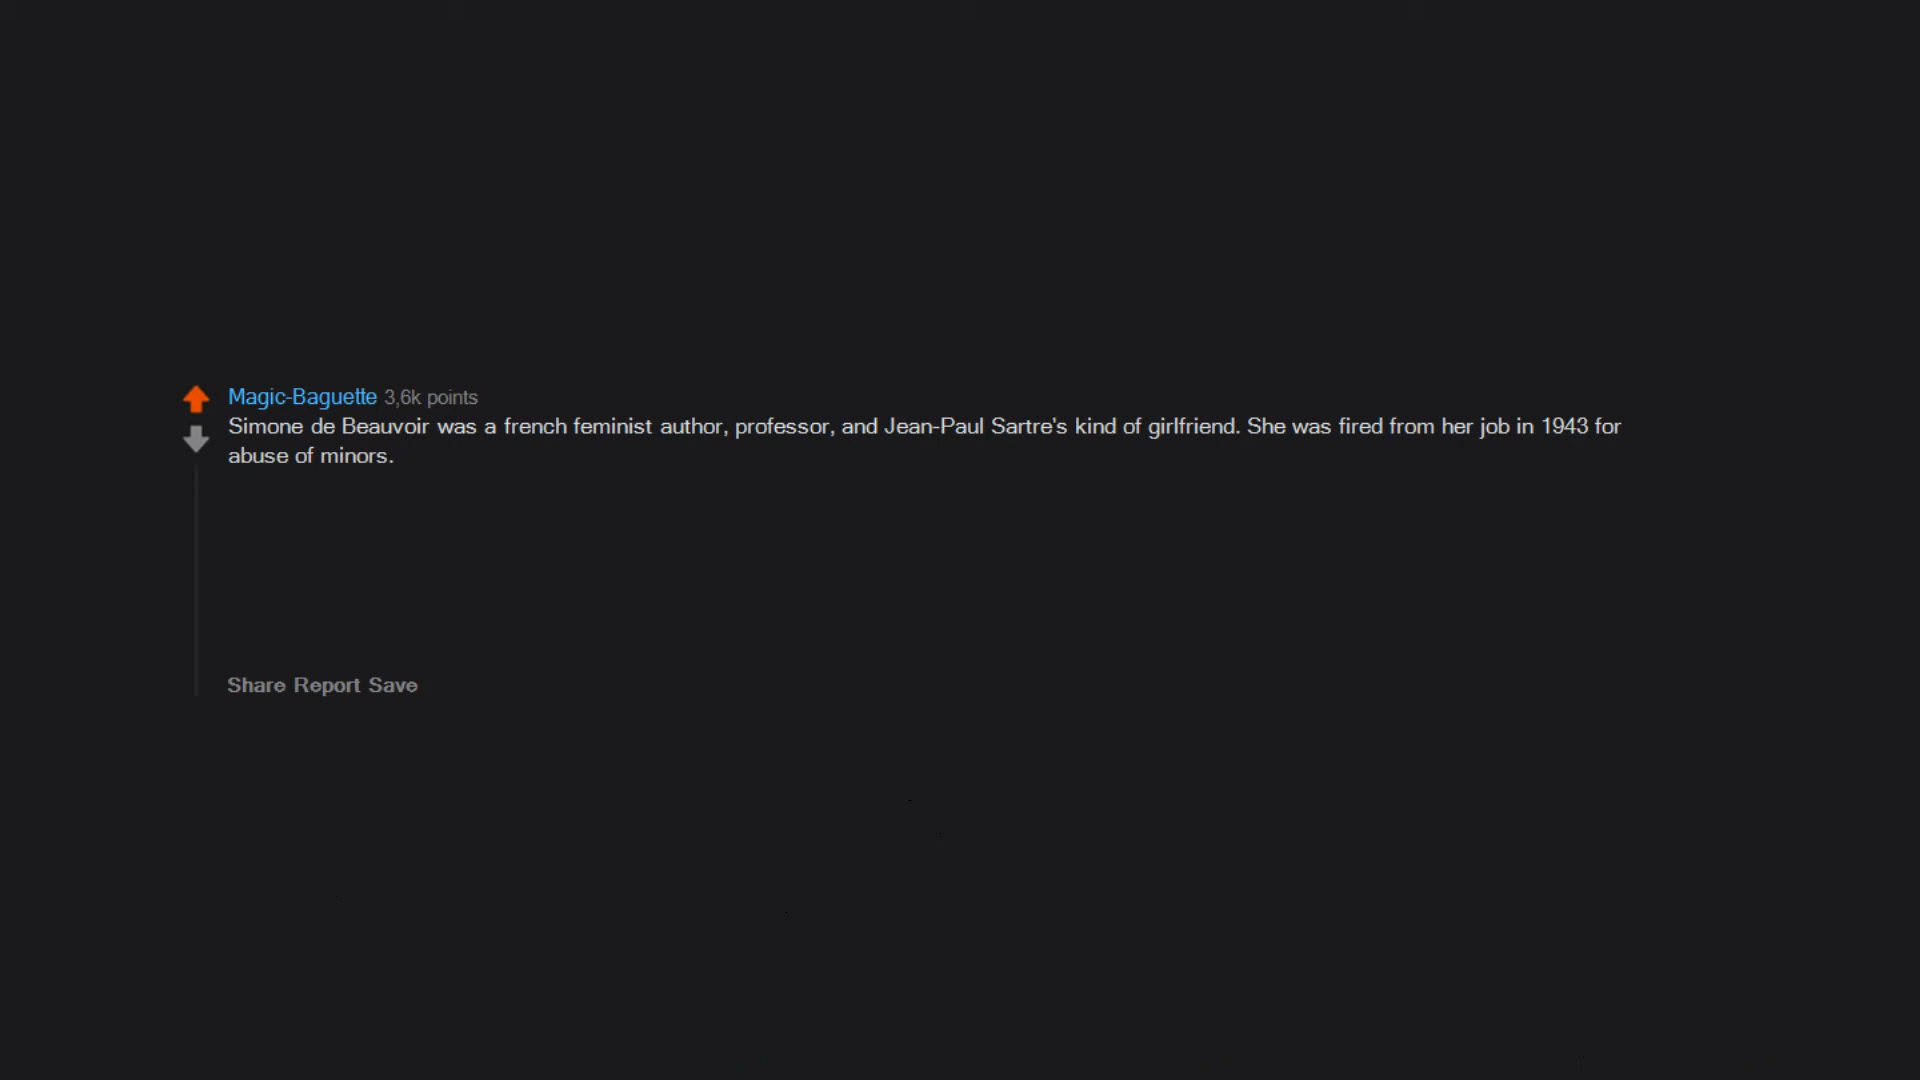 Magic-Baguette 3,6k points
Simone de Beauvoir was a french feminist author, professor, and Jean-Paul Sartre's kind of girlfriend. She was fired from her job in 1943 for
abuse of minors.
Share Report Save